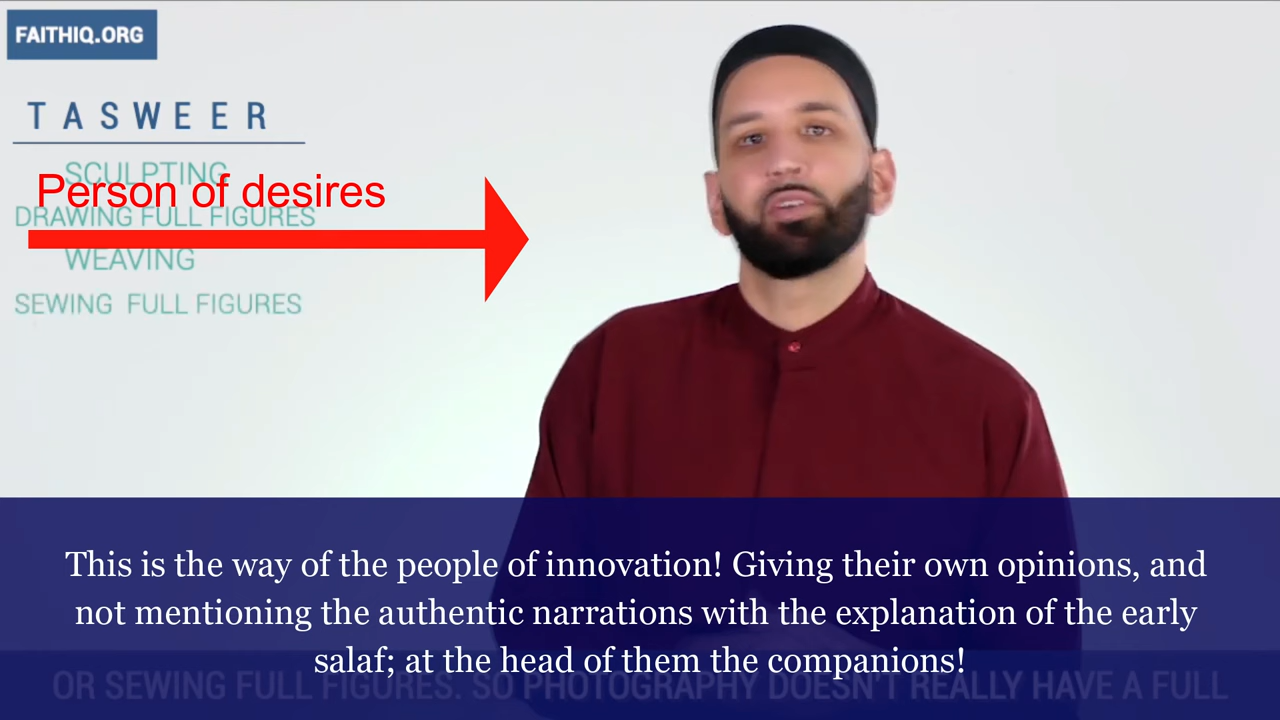 FAITHIQ.ORG
TASWEER
SCULPTING
Person of desires
DRAWING FULL FIGURES
WEAVING
SEWING FULL FIGURES
This is the way of the people of innovation! Giving their own opinions, and
not mentioning the authentic narrations with the explanation of the early
salaf; at the head of them the companions!
OR SEWING FULL FIGURES. SO PHOTOGRAPHY DOESN'T REALLY HAVE A FULL